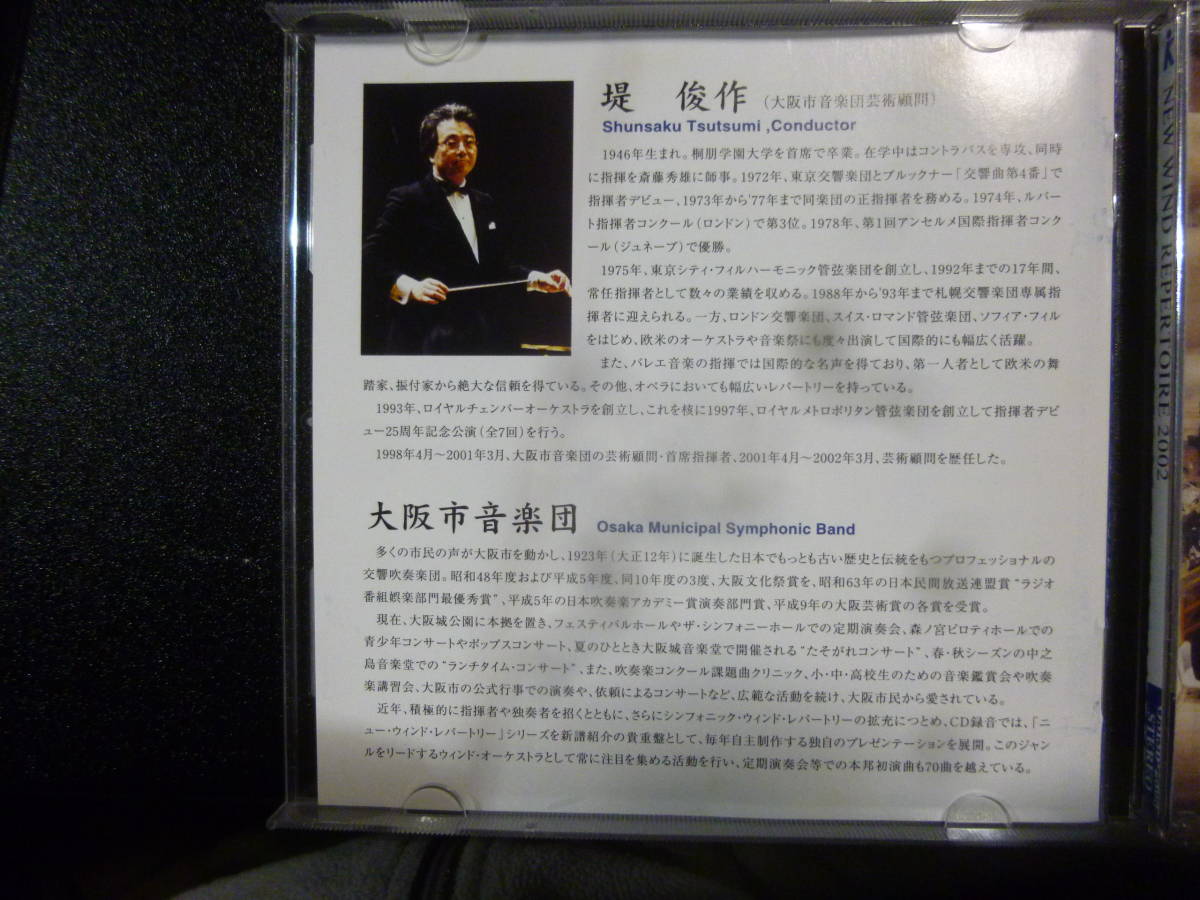 堤　俊作（大阪市音楽団芸術顧問）
Shunsaku Tsutsumi ,Conductor
1946年生まれ。桐朋学園大学を首席で卒業。在学中はコントラバスを専攻、同時
に指揮を斎藤秀雄に師事。1972年、東京交響楽団とブルックナー「交響曲第4番」で
指揮者デビュー、1973年から'77年まで同楽団の正指揮者を務める。1974年、ルパー
ト指揮者コンクール（ロンドン）で第3位。1978年、第1回アンセルメ国際指揮者コンク
ール（ジュネーブ）で優勝。
1975年、東京シティ・フィルハーモニック管弦楽団を創立し、1992年までの17年間、
常任指揮者として数々の業績を収める。1988年から'93年まで札幌交響楽団専属指
揮者に迎えられる。一方、ロンドン交響楽団、スイス・ロマンド管弦楽団、ソフィア・フィル
をはじめ、欧米のオーケストラや音楽祭にも度々出演して国際的にも幅広く活躍。
また、バレエ音楽の指揮では国際的な名声を得ており、第一人者として欧米の舞
踏家、振付家から絶大な信頼を得ている。その他、オペラにおいても幅広いレパートリーを持っている。
1993年、ロイヤルチェンバーオーケストラを創立し、これを核に1997年、ロイヤルメトロポリタン管弦楽団を創立して指揮者デビ
ュー25周年記念公演（全7回）を行う。
1998年4月〜2001年3月、大阪市音楽団の芸術顧問・首席指揮者、2001年4月〜2002年3月、芸術顧問を歴任した。
大阪市音楽団 Osaka Municipal Symphonic Band
多くの市民の声が大阪市を動かし、1923年（大正12年）に誕生した日本でもっとも古い歴史と伝統をもつプロフェッショナルの
交響吹奏楽団。昭和48年度および平成5年度、同10年度の3度、大阪文化祭賞を、昭和63年の日本民間放送連盟賞“ラジオ
番組娯楽部門最優秀賞”、平成5年の日本吹奏楽アカデミー賞演奏部門賞、平成9年の大阪芸術賞の各賞を受賞。
現在、大阪城公園に本拠を置き、フェスティバルホールやザ・シンフォニーホールでの定期演奏会、森ノ宮ピロティホールでの
青少年コンサートやポップスコンサート、夏のひととき大阪城音楽堂で開催される“たそがれコンサート”、春・秋シーズンの中之
島音楽堂での“ランチタイム・コンサート”、また、吹奏楽コンクール課題曲クリニック、小・中・高校生のための音楽鑑賞会や吹奏
楽講習会、大阪市の公式行事での演奏や、依頼によるコンサートなど、広範な活動を続け、大阪市民から愛されている。
近年、積極的に指揮者や独奏者を招くとともに、さらにシンフォニック・ウィンド・レパートリーの拡充につとめ、CD録音では、「ニ
ュー・ウィンド・レパートリー」シリーズを新譜紹介の貴重盤として、毎年自主制作する独自のプレゼンテーションを展開。このジャン
ルをリードするウィンド・オーケストラとして常に注目を集める活動を行い、定期演奏会等での本邦初演曲も70曲を越えている。
NEW WIND REPERTOIRE 2002
STEREO